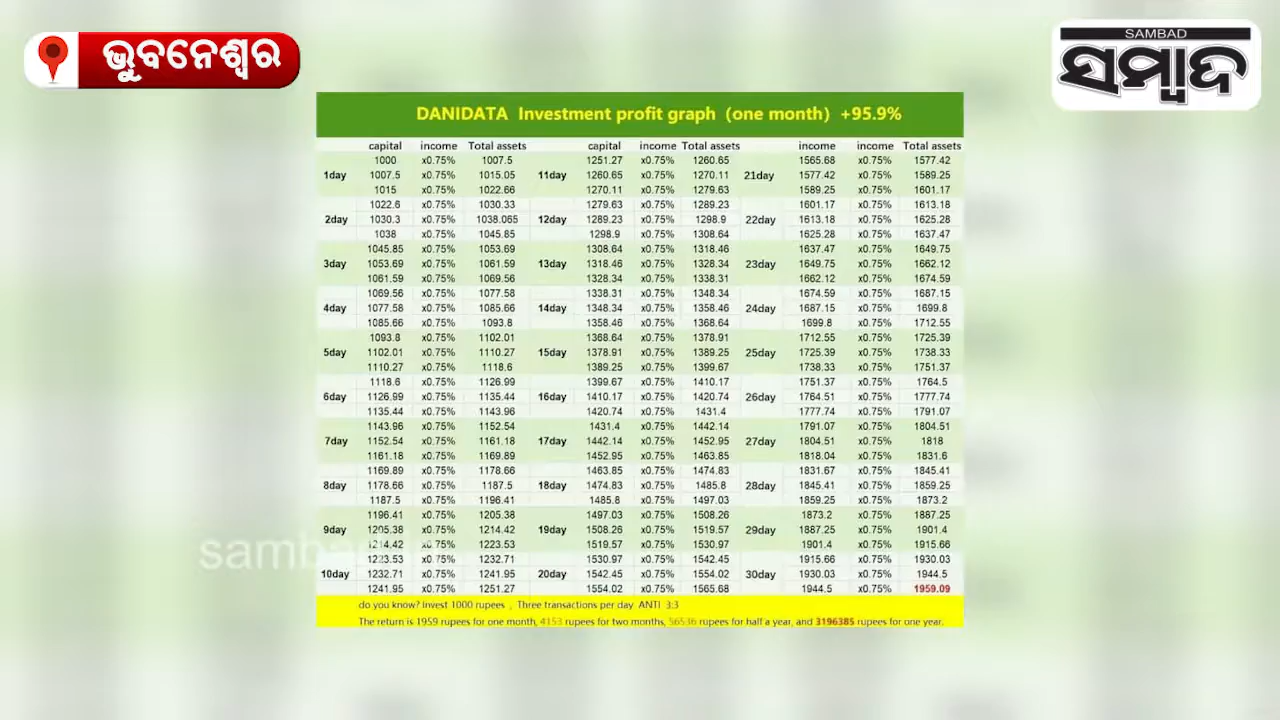 ଭୁବନେଶ୍ୱର
SAMBAD
ସମ୍ବାଦ
DANIDATA Investment profit graph (one month) +95.9%
capital income Total assets capital income Total assets income income Total assets
1000 x0.75% 1007.5 1251.27 x0.75% 1260.65 1565.68 x0.75% 1577.42
1day 1007.5 x0.75% 1015.05 11day 1260.65 x0.75% 1270.11 21day 1577.42 x0.75% 1589.25
1015 x0.75% 1022.66 1270.11 x0.75% 1279.63 1589.25 x0.75% 1601.17
1022.6 x0.75% 1030.33 1279.63 x0.75% 1289.23 1601.17 x0.75% 1613.18
2day 1030.3 x0.75% 1038.065 12day 1289.23 x0.75% 1298.9 22day 1613.18 x0.75% 1625.28
1038 x0.75% 1045.85 1298.9 x0.75% 1308.64 1625.28 x0.75% 1637.47
1045.85 x0.75% 1053.69 1308.64 x0.75% 1318.46 1637.47 x0.75% 1649.75
3day 1053.69 x0.75% 1061.59 13day 1318.46 x0.75% 1328.34 23day 1649.75 x0.75% 1662.12
1061.59 x0.75% 1069.56 1328.34 x0.75% 1338.31 1662.12 x0.75% 1674.59
1069.56 x0.75% 1077.58 1338.31 x0.75% 1348.34 1674.59 x0.75% 1687.15
4day 1077.58 x0.75% 1085.66 14day 1348.34 x0.75% 1358.46 24day 1687.15 x0.75% 1699.8
1085.66 x0.75% 1093.8 1358.46 x0.75% 1368.64 1699.8 x0.75% 1712.55
1093.8 x0.75% 1102.01 1368.64 x0.75% 1378.91 1712.55 x0.75% 1725.39
5day 1102.01 x0.75% 1110.27 15day 1378.91 x0.75% 1389.25 25day 1725.39 x0.75% 1738.33
1110.27 x0.75% 1118.6 1389.25 x0.75% 1399.67 1738.33 x0.75% 1751.37
1118.6 x0.75% 1126.99 1399.67 x0.75% 1410.17 1751.37 x0.75% 1764.5
6day 1126.99 x0.75% 1135.44 16day 1410.17 x0.75% 1420.74 26day 1764.51 x0.75% 1777.74
1135.44 x0.75% 1143.96 1420.74 x0.75% 1431.4 1777.74 x0.75% 1791.07
1143.96 x0.75% 1152.54 1431.4 x0.75% 1442.14 1791.07 x0.75% 1804.51
7day 1152.54 x0.75% 1161.18 17day 1442.14 x0.75% 1452.95 27day 1804.51 x0.75% 1818
1161.18 x0.75% 1169.89 1452.95 x0.75% 1463.85 1818.04 x0.75% 1831.6
1169.89 x0.75% 1178.66 1463.85 x0.75% 1474.83 1831.67 x0.75% 1845.41
8day 1178.66 x0.75% 1187.5 18day 1474.83 x0.75% 1485.8 28day 1845.41 x0.75% 1859.25
1187.5 x0.75% 1196.41 1485.8 x0.75% 1497.03 1859.25 x0.75% 1873.2
1196.41 x0.75% 1205.38 1497.03 x0.75% 1508.26 1873.2 x0.75% 1887.25
9day 1205.38 x0.75% 1214.42 19day 1508.26 x0.75% 1519.57 29day 1887.25 x0.75% 1901.4
1214.42 x0.75% 1223.53 1519.57 x0.75% 1530.97 1901.4 x0.75% 1915.66
1223.53 x0.75% 1232.71 1530.97 x0.75% 1542.45 1915.66 x0.75% 1930.03
10day 1232.71 x0.75% 1241.95 20day 1542.45 x0.75% 1554.02 30day 1930.03 x0.75% 1944.5
1241.95 x0.75% 1251.27 1554.02 x0.75% 1565.68 1944.5 x0.75% 1959.09
do you know? Invest 1000 rupees , Three transactions per day ANTI 3:3
The return is 1959 rupees for one month, 4153 rupees for two months, 56536 rupees for half a year, and 3196385 rupees for one year.